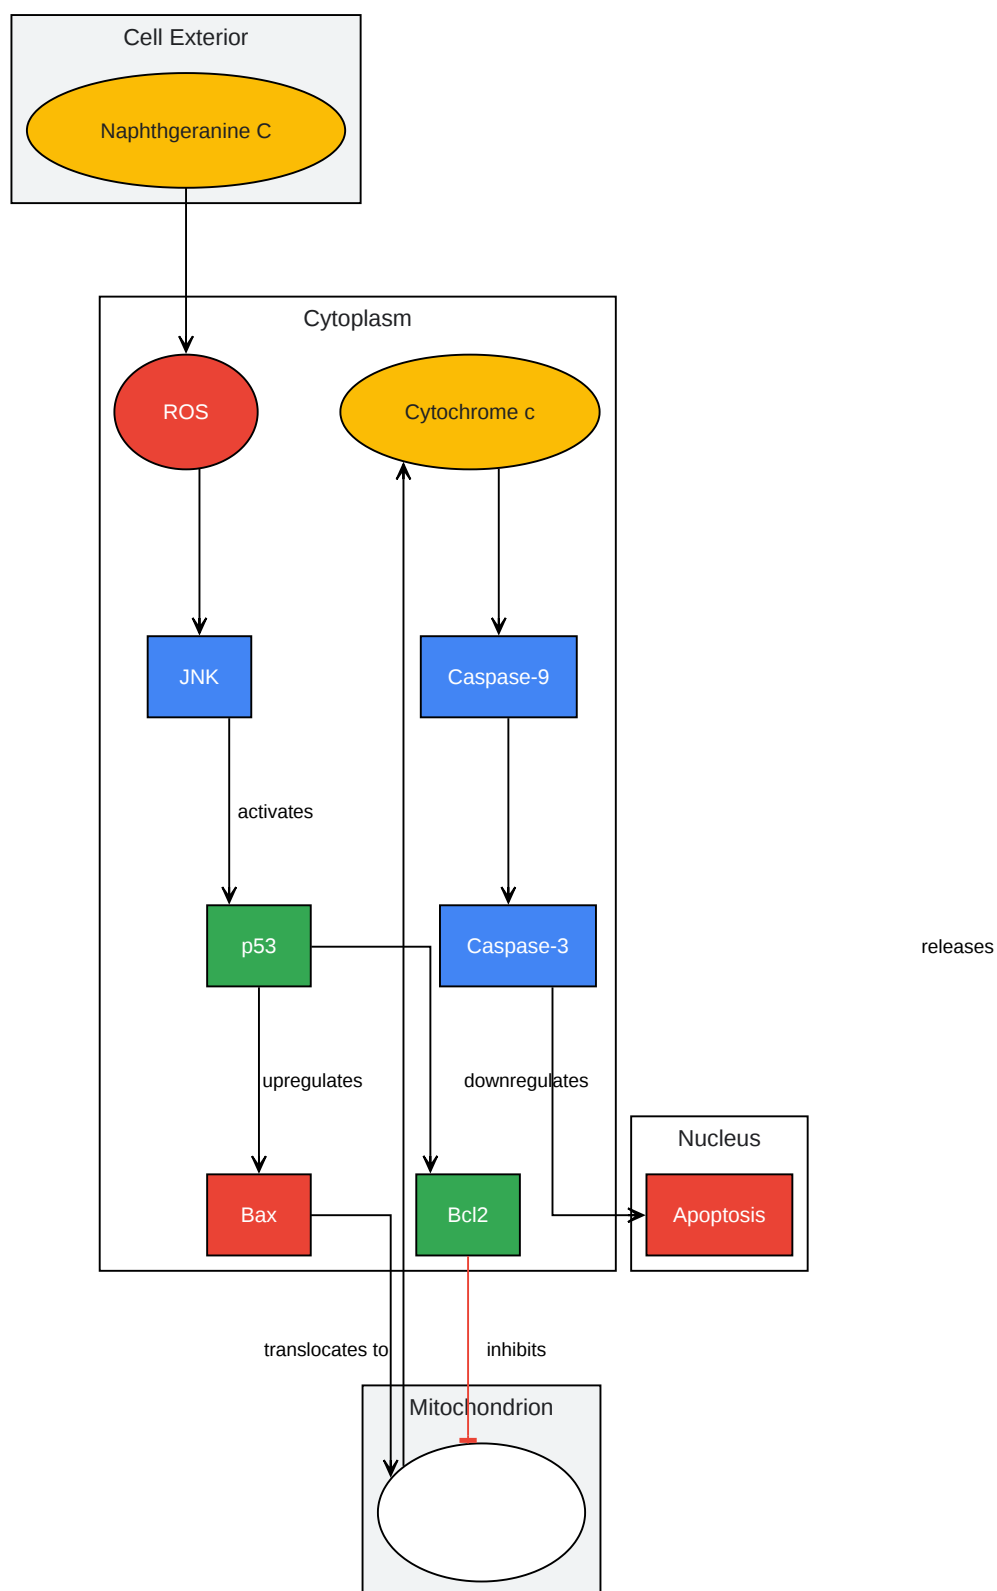 Cell Exterior
Naphthgeranine C
Cytoplasm
ROS
Cytochrome c
JNK
Caspase-9
activates
p53
Caspase-3
releases
upregulates
downregulates
Nucleus
Bax
Bcl2
Apoptosis
translocates to
inhibits
Mitochondrion